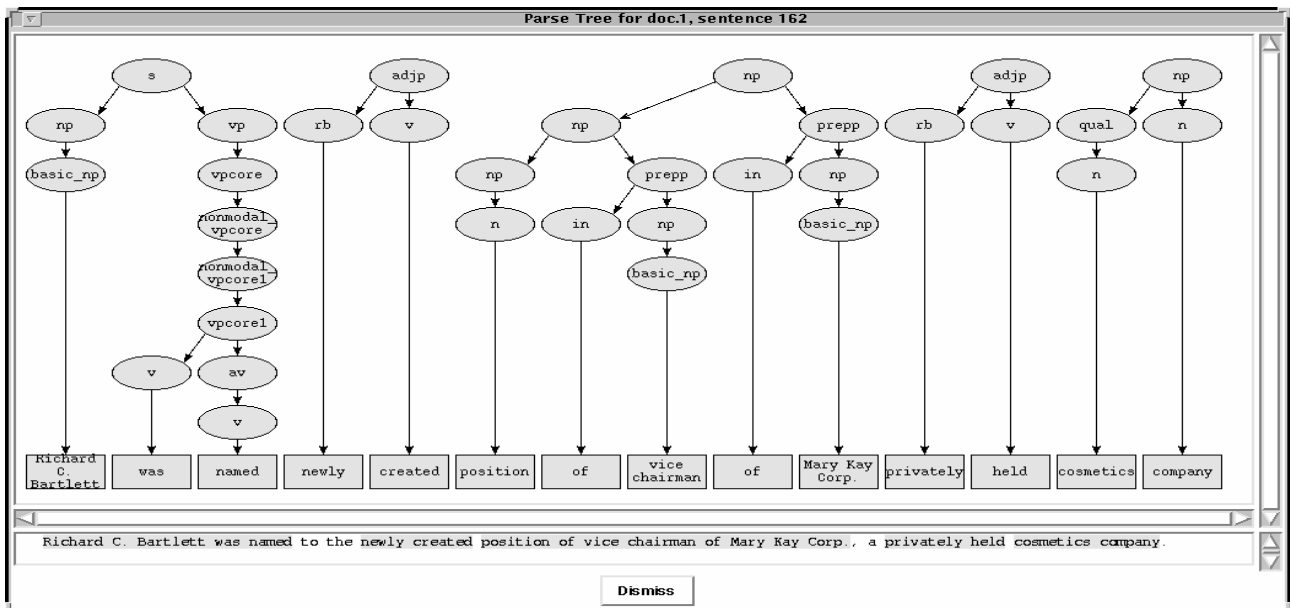 Parse Tree for doc.1, sentence 162
s adjp np adjp np
np vp rb v np prepp rb v qual n
basic_np vpcore np prepp in np n
nonmodal_
vpcore n in np basic_np
nonmodal_
vpcore1 basic_np
vpcore1
v av
v
Richard
C.
Bartlett was named newly created position of vice
chairman of Mary Kay
Corp. privately held cosmetics company
Richard C. Bartlett was named to the newly created position of vice chairman of Mary Kay Corp., a privately held cosmetics company.
Dismiss